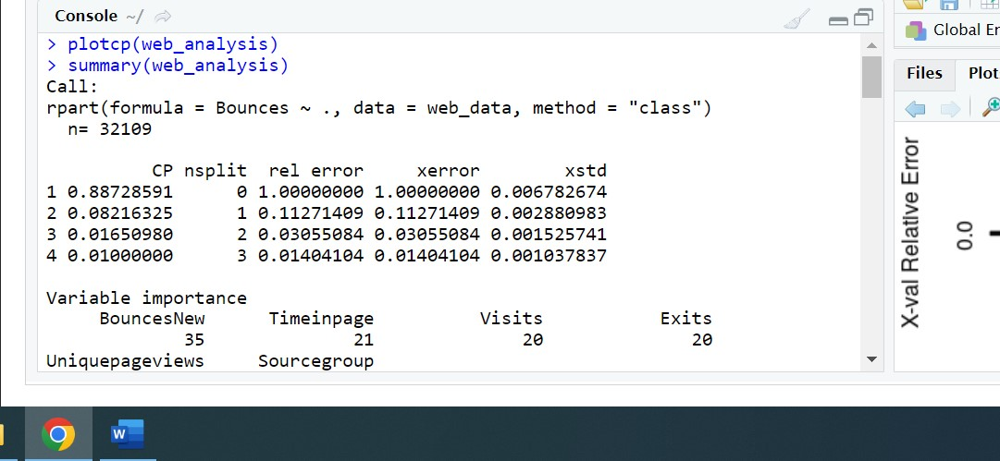 Console ~/
> plotcp(web_analysis)
> summary(web_analysis)
Call:
rpart(formula = Bounces ~ ., data = web_data, method = "class")
  n= 32109
          CP nsplit  rel error     xerror        xstd
1 0.88728591      0 1.00000000 1.00000000 0.006782674
2 0.08216325      1 0.11271409 0.11271409 0.002880983
3 0.01650980      2 0.03055084 0.03055084 0.001525741
4 0.01000000      3 0.01404104 0.01404104 0.001037837
Variable importance
     BouncesNew      Timeinpage          Visits           Exits
             35              21              20              20
Uniquepageviews     Sourcegroup
Global Er
Files Plot
X-val Relative Error
0.0
W